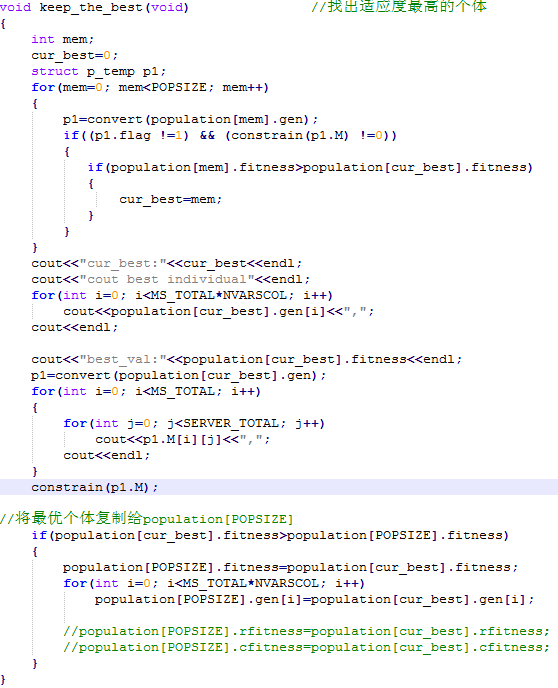 void keep_the_best(void)               //找出适应度最高的个体
{
    int mem;
    cur_best=0;
    struct p_temp p1;
    for(mem=0; mem<POPSIZE; mem++)
    {
        p1=convert(population[mem].gen);
        if((p1.flag !=1) && (constrain(p1.M) !=0))
        {
           if(population[mem].fitness>population[cur_best].fitness)
           {
               cur_best=mem;
           }
        }
    }
    cout<<"cur_best:"<<cur_best<<endl;
    cout<<"cout best individual"<<endl;
    for(int i=0; i<MS_TOTAL*NVARSCOL; i++)
        cout<<population[cur_best].gen[i]<<",";
    cout<<endl;

    cout<<"best_val:"<<population[cur_best].fitness<<endl;
    p1=convert(population[cur_best].gen);
    for(int i=0; i<MS_TOTAL; i++)
    {
        for(int j=0; j<SERVER_TOTAL; j++)
            cout<<p1.M[i][j]<<",";
        cout<<endl;
    }
    constrain(p1.M);

//将最优个体复制给population[POPSIZE]
    if(population[cur_best].fitness>population[POPSIZE].fitness)
    {
        population[POPSIZE].fitness=population[cur_best].fitness;
        for(int i=0; i<MS_TOTAL*NVARSCOL; i++)
            population[POPSIZE].gen[i]=population[cur_best].gen[i];

        //population[POPSIZE].rfitness=population[cur_best].rfitness;
        //population[POPSIZE].cfitness=population[cur_best].cfitness;
    }
}